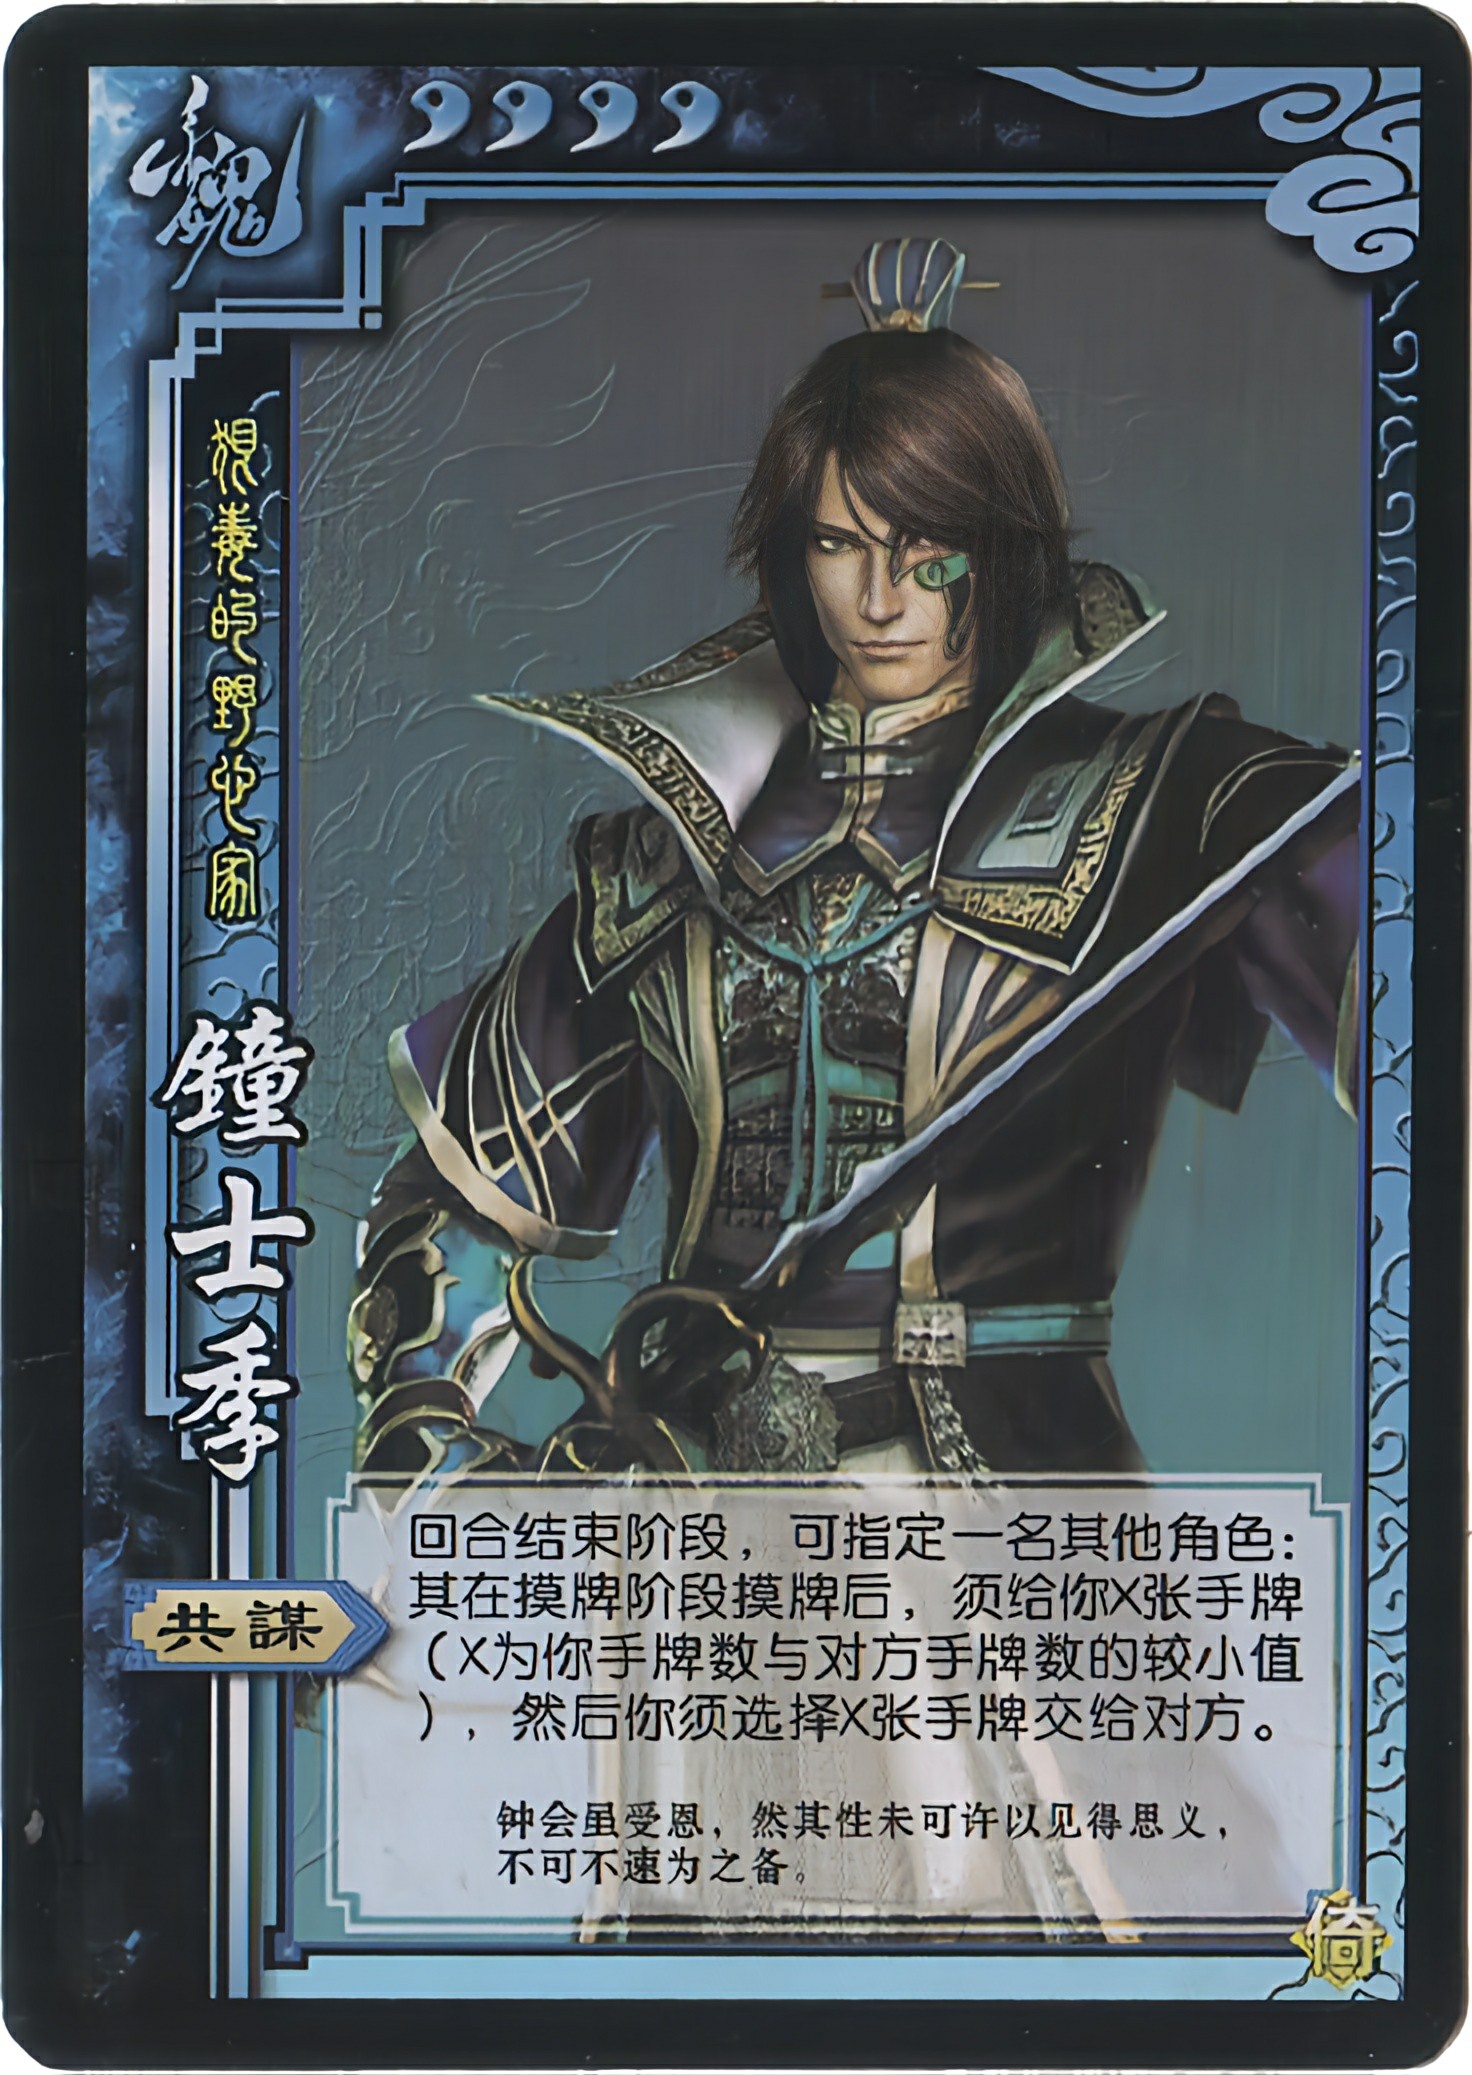 魏
狠毒的野心家
鐘士季
共謀
回合结束阶段，可指定一名其他角色：
其在摸牌阶段摸牌后，须给你X张手牌
（X为你手牌数与对方手牌数的较小值
），然后你须选择X张手牌交给对方。
钟会虽受恩，然其性未可许以见得思义，
不可不速为之备。
倚